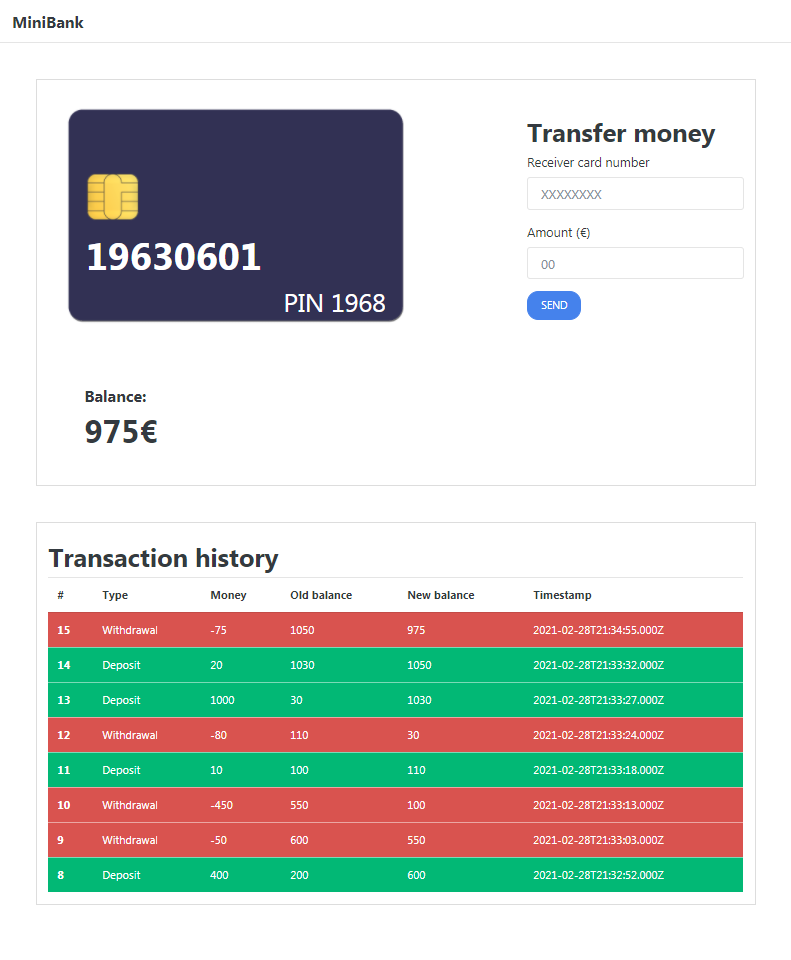 MiniBank
19630601
PIN 1968
Balance:
975€
Transfer money
Receiver card number
XXXXXXXX
Amount (€)
00
SEND
Transaction history
# Type Money Old balance New balance Timestamp
15 Withdrawal -75 1050 975 2021-02-28T21:34:55.000Z
14 Deposit 20 1030 1050 2021-02-28T21:33:32.000Z
13 Deposit 1000 30 1030 2021-02-28T21:33:27.000Z
12 Withdrawal -80 110 30 2021-02-28T21:33:24.000Z
11 Deposit 10 100 110 2021-02-28T21:33:18.000Z
10 Withdrawal -450 550 100 2021-02-28T21:33:13.000Z
9 Withdrawal -50 600 550 2021-02-28T21:33:03.000Z
8 Deposit 400 200 600 2021-02-28T21:32:52.000Z